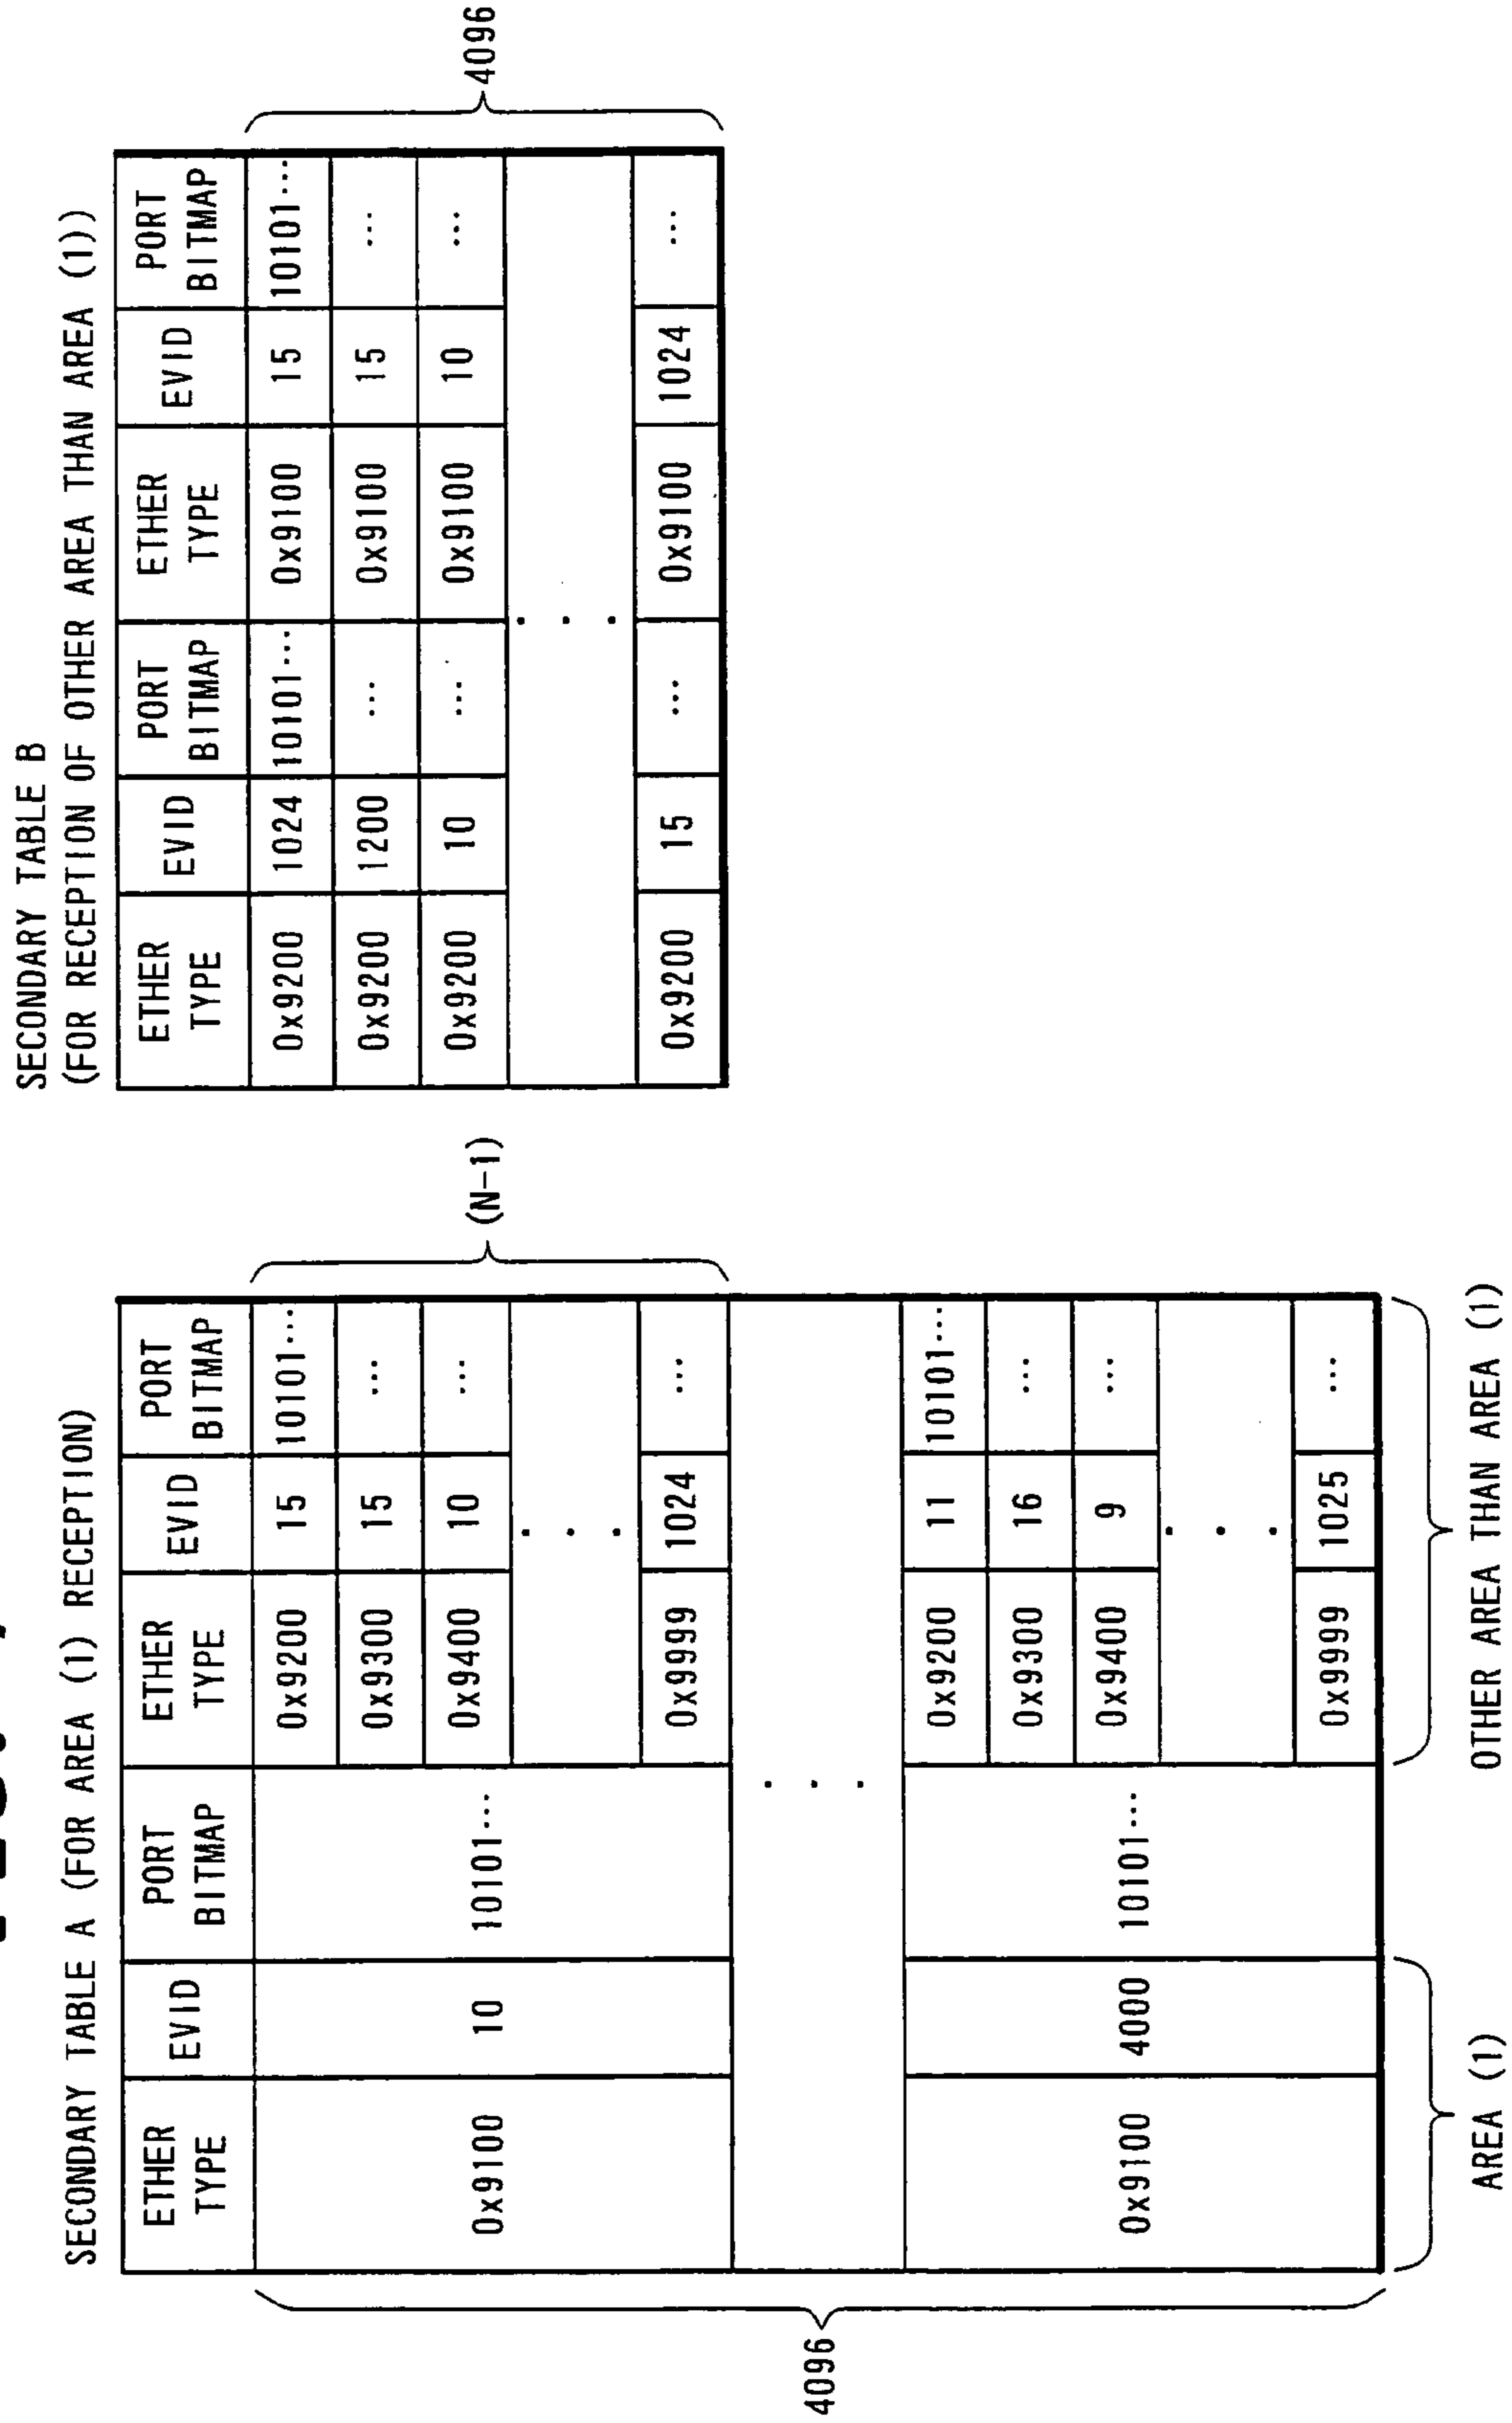 SECONDARY TABLE A (FOR AREA (1) RECEPTION)
ETHER TYPE EVID PORT BITMAP ETHER TYPE EVID PORT BITMAP
0x9100 10 10101... 0x9200 15 10101...
0x9300 15 ...
0x9400 10 ...
0x9999 1024 ...
(N-1)
0x9100 4000 10101... 0x9200 11 10101...
0x9300 16 ...
0x9400 9 ...
0x9999 1025 ...
4096
AREA (1)
OTHER AREA THAN AREA (1)
SECONDARY TABLE B
(FOR RECEPTION OF OTHER AREA THAN AREA (1))
ETHER TYPE EVID PORT BITMAP ETHER TYPE EVID PORT BITMAP
0x9200 1024 10101... 0x9100 15 10101...
0x9200 1200 ... 0x9100 15 ...
0x9200 10 ... 0x9100 10 ...
0x9200 15 ... 0x9100 1024 ...
4096